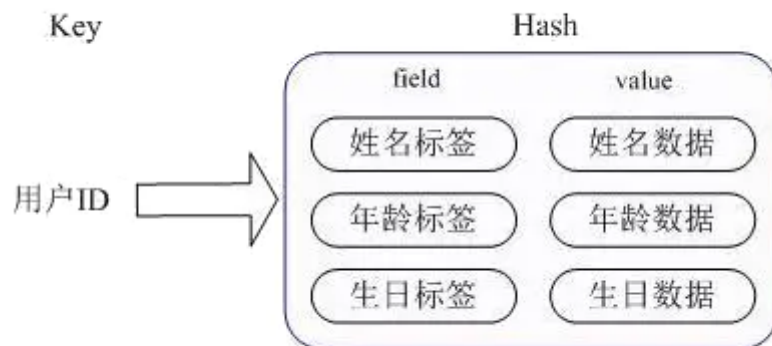 Key Hash
field value
姓名标签 姓名数据
用户ID 年龄标签 年龄数据
生日标签 生日数据